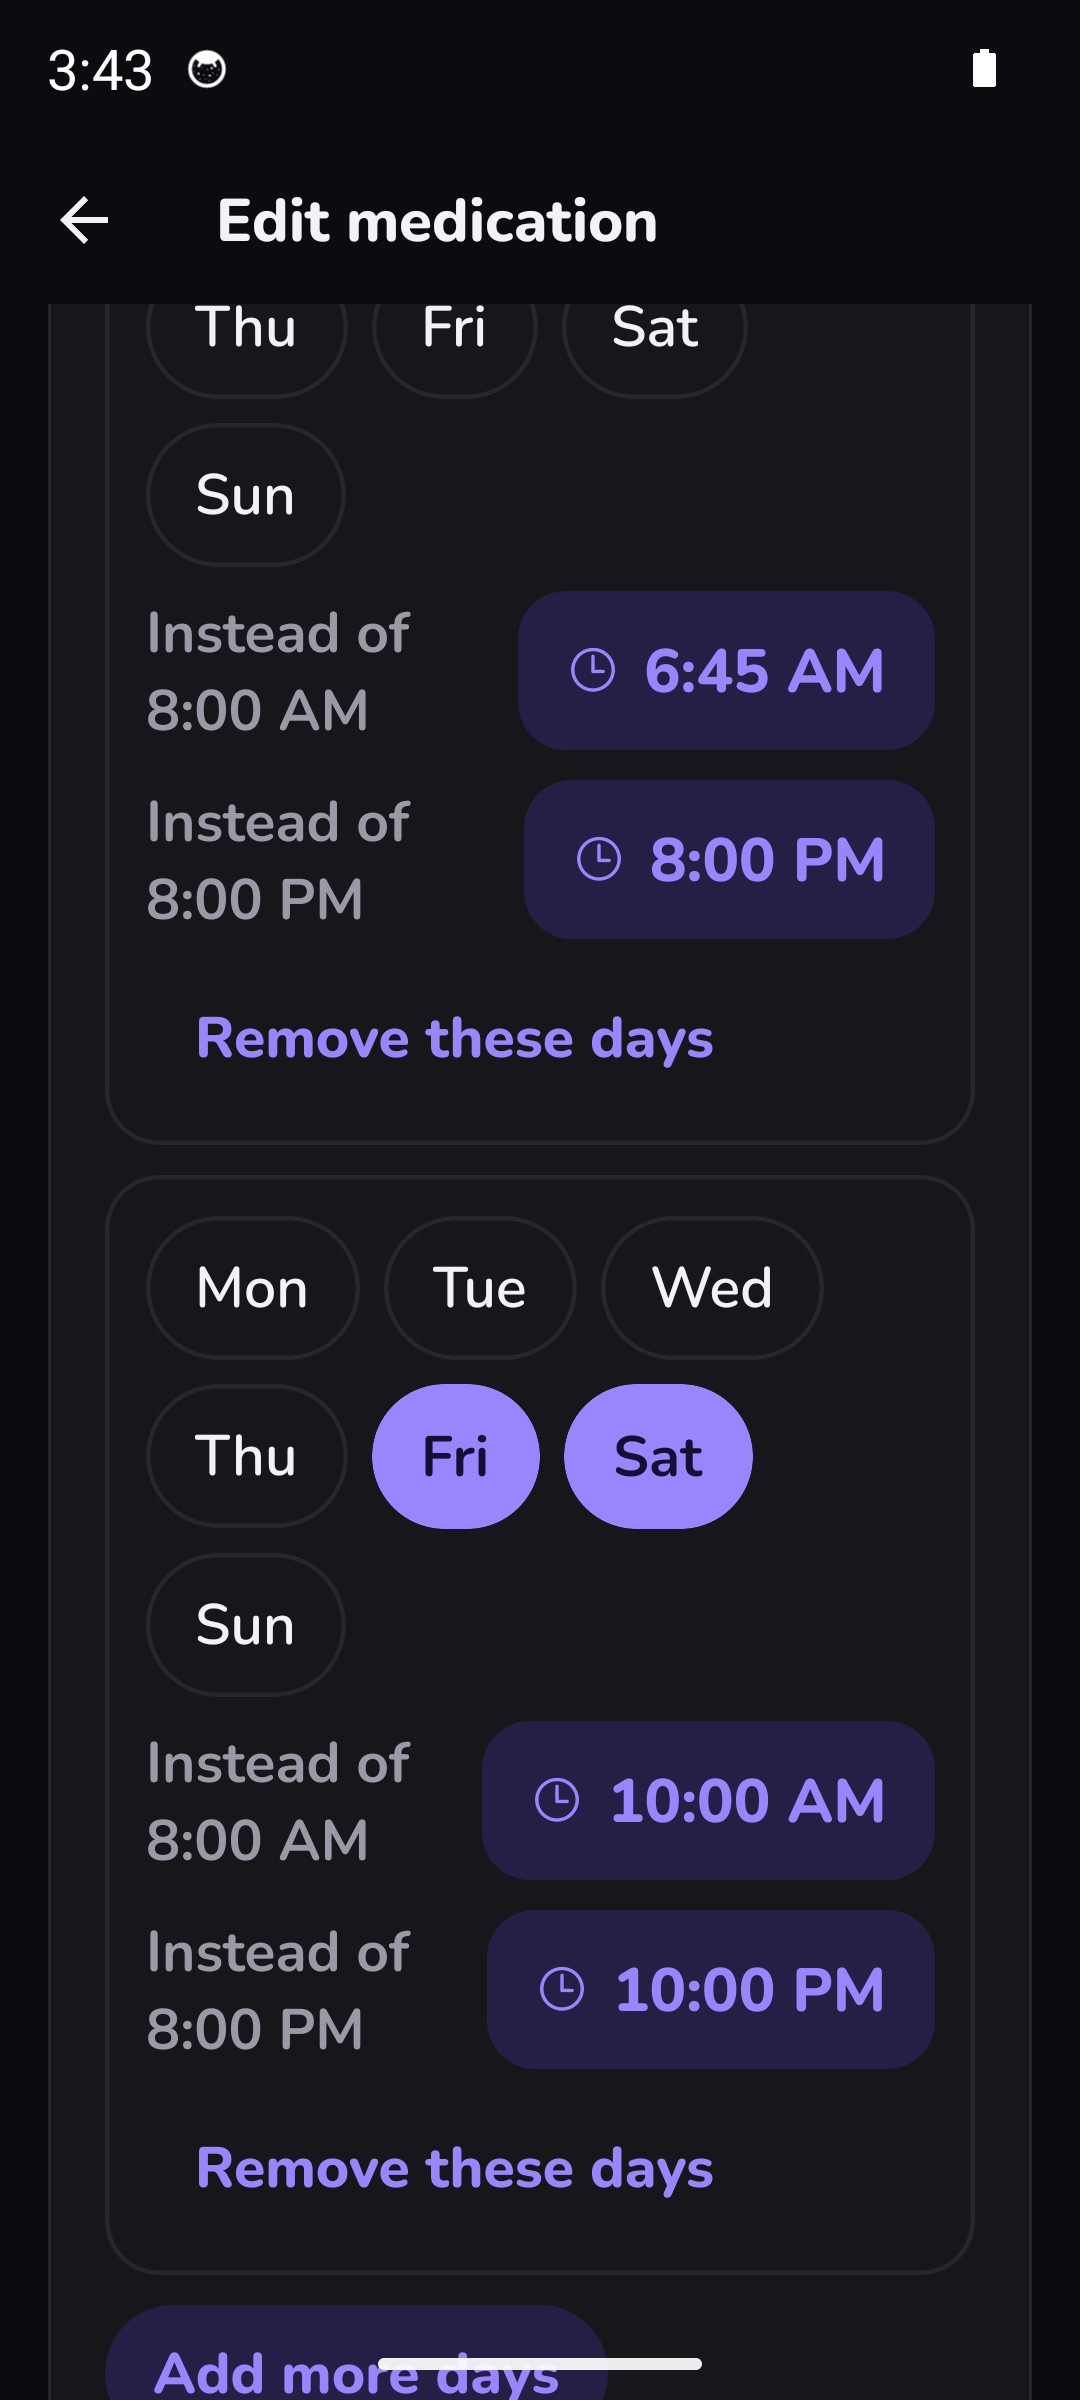 3:43
Edit medication
Thu Fri Sat
Sun
Instead of
8:00 AM
6:45 AM
Instead of
8:00 PM
8:00 PM
Remove these days
Mon Tue Wed
Thu Fri Sat
Sun
Instead of
8:00 AM
10:00 AM
Instead of
8:00 PM
10:00 PM
Remove these days
Add more days